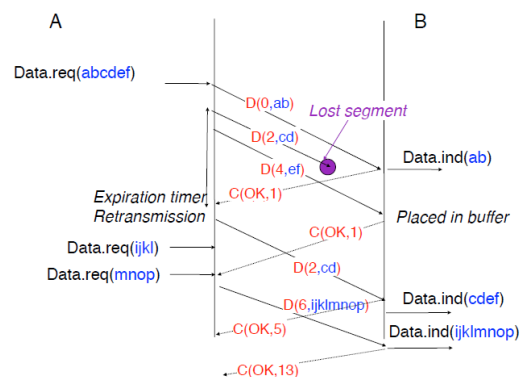 A
B
Data.req(abcdef)
D(0,ab)
Lost segment
D(2,cd)
D(4,ef)
Data.ind(ab)
C(OK,1)
Expiration timer
Retransmission
Placed in buffer
C(OK,1)
Data.req(ijkl)
Data.req(mnop)
D(2,cd)
D(6,ijklmnop)
Data.ind(cdef)
C(OK,5)
Data.ind(ijklmnop)
C(OK,13)